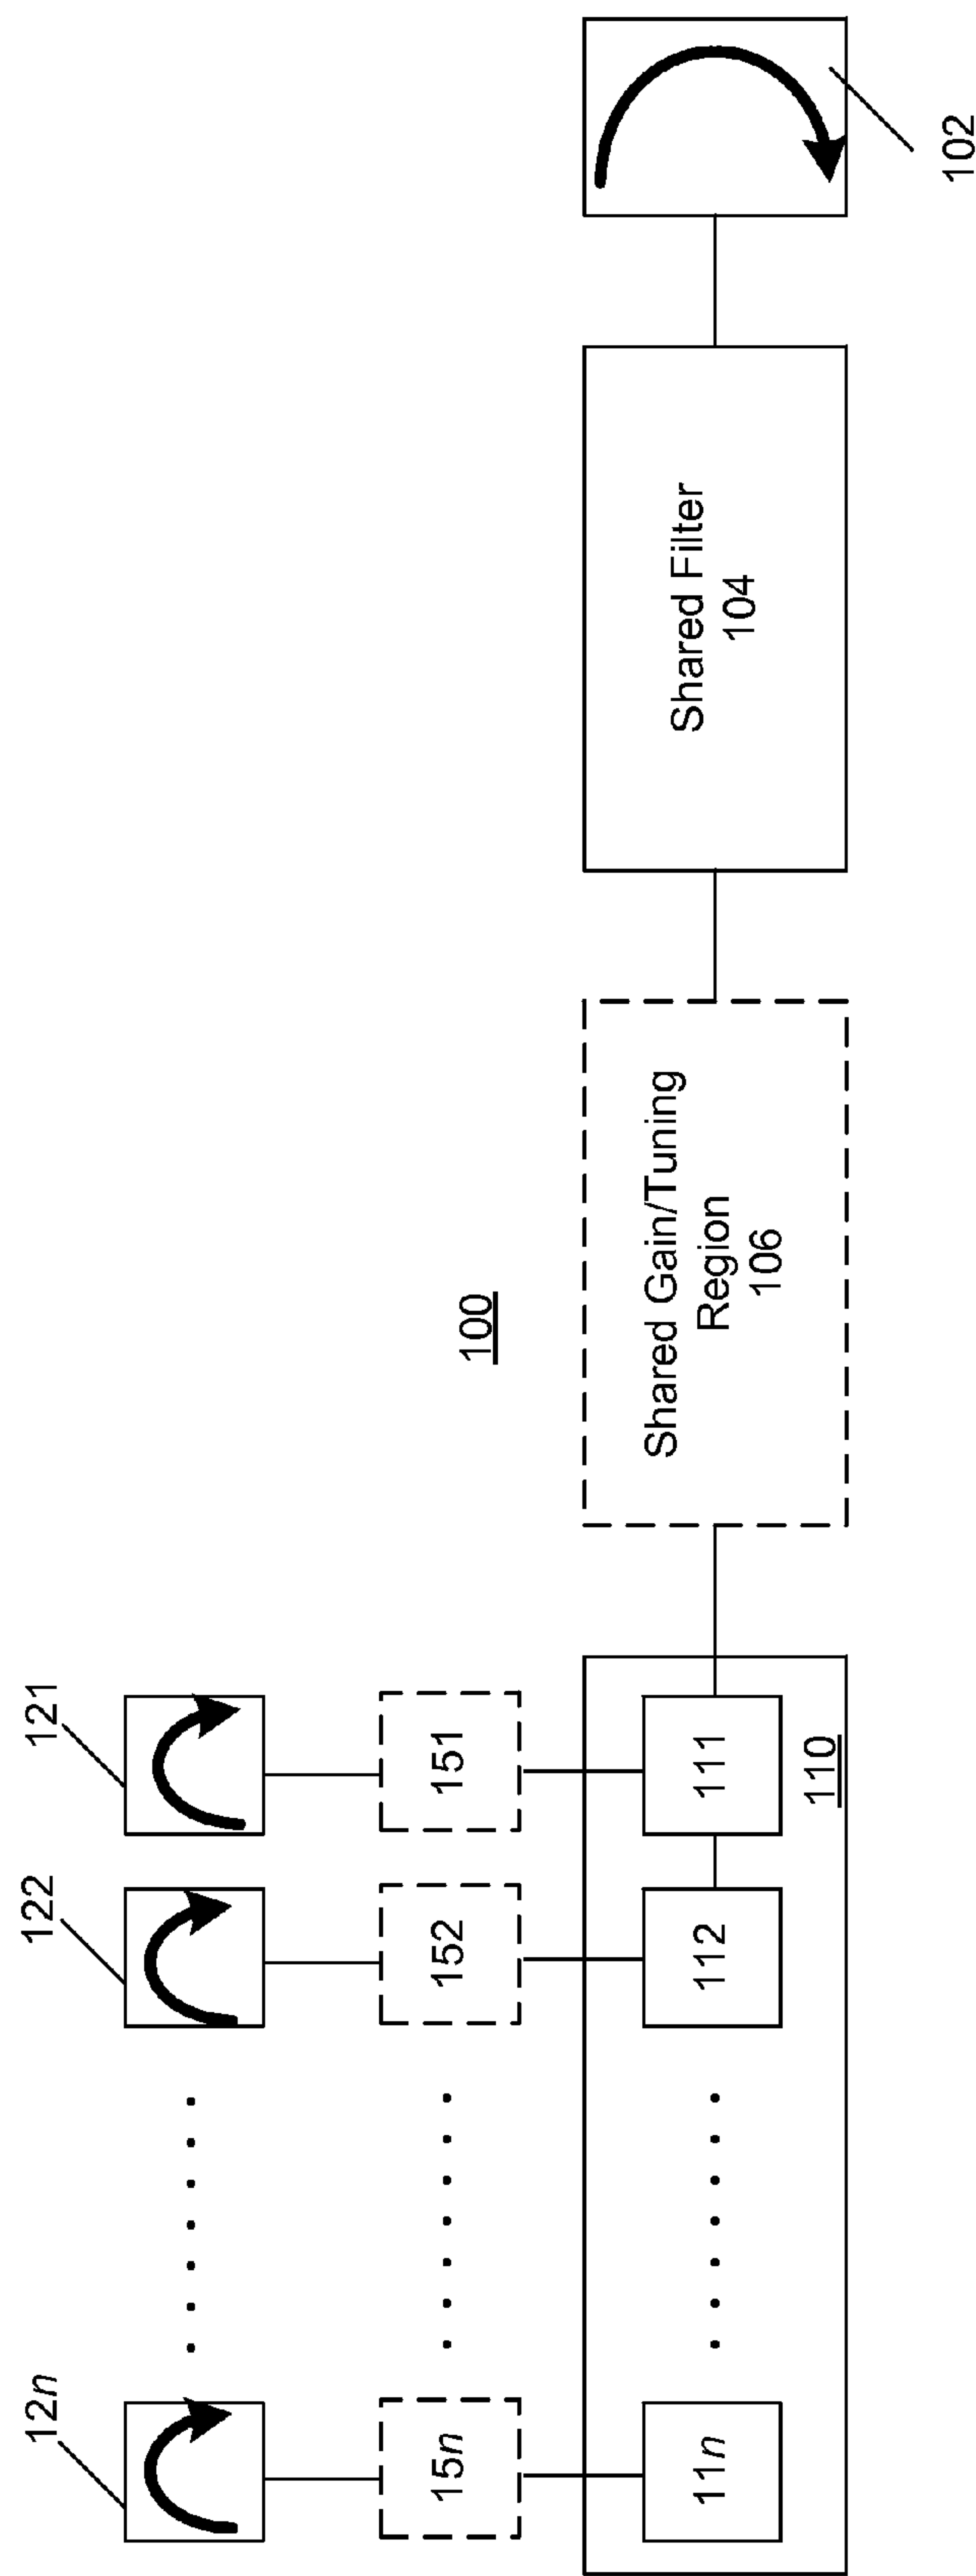 12n
122
121
15n
152
151
11n
112
111
110
100
Shared Gain/Tuning
Region
106
Shared Filter
104
102